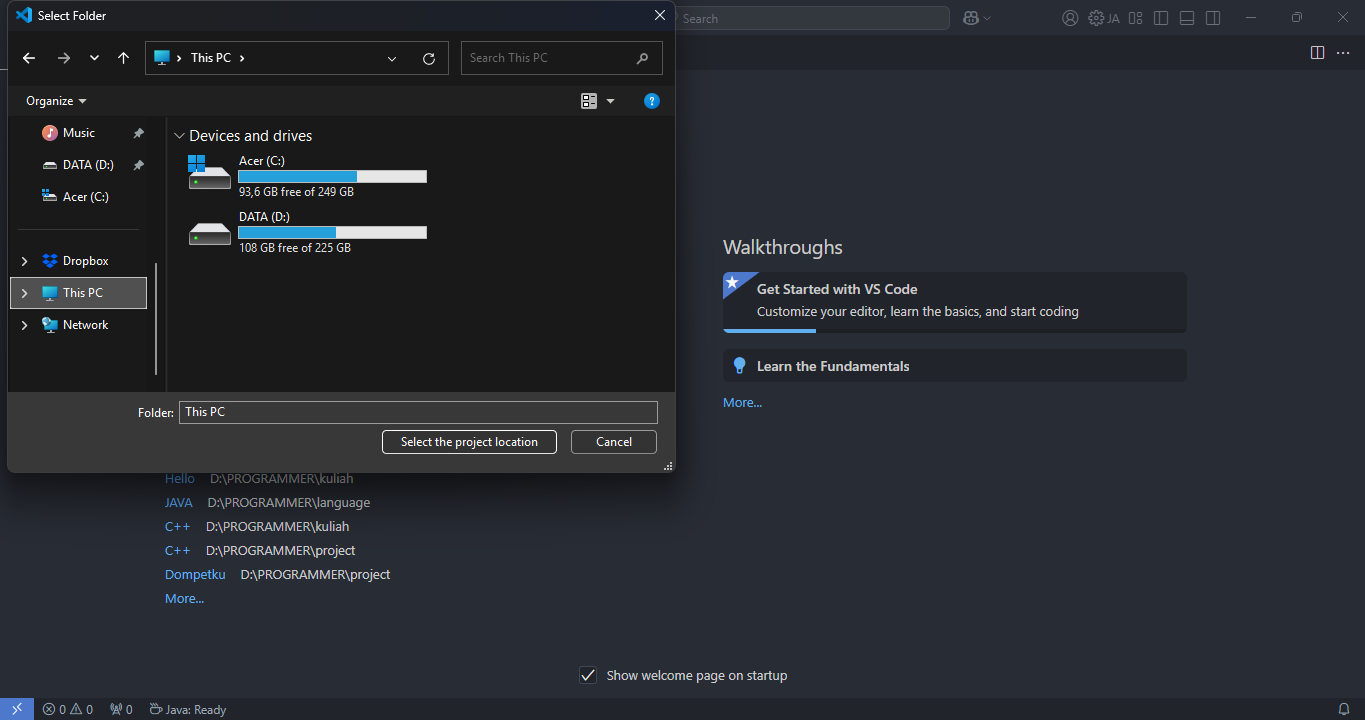 Select Folder
Search
JA
This PC
Search This PC
Organize
?
Music
DATA (D:)
Acer (C:)
Dropbox
This PC
Network
Devices and drives
Acer (C:)
93,6 GB free of 249 GB
DATA (D:)
108 GB free of 225 GB
Folder: This PC
Select the project location
Cancel
Walkthroughs
Get Started with VS Code
Customize your editor, learn the basics, and start coding
Learn the Fundamentals
More...
Hello D:\PROGRAMMER\kuliah
JAVA D:\PROGRAMMER\language
C++ D:\PROGRAMMER\kuliah
C++ D:\PROGRAMMER\project
Dompetku D:\PROGRAMMER\project
More...
Show welcome page on startup
0 0 0 Java: Ready